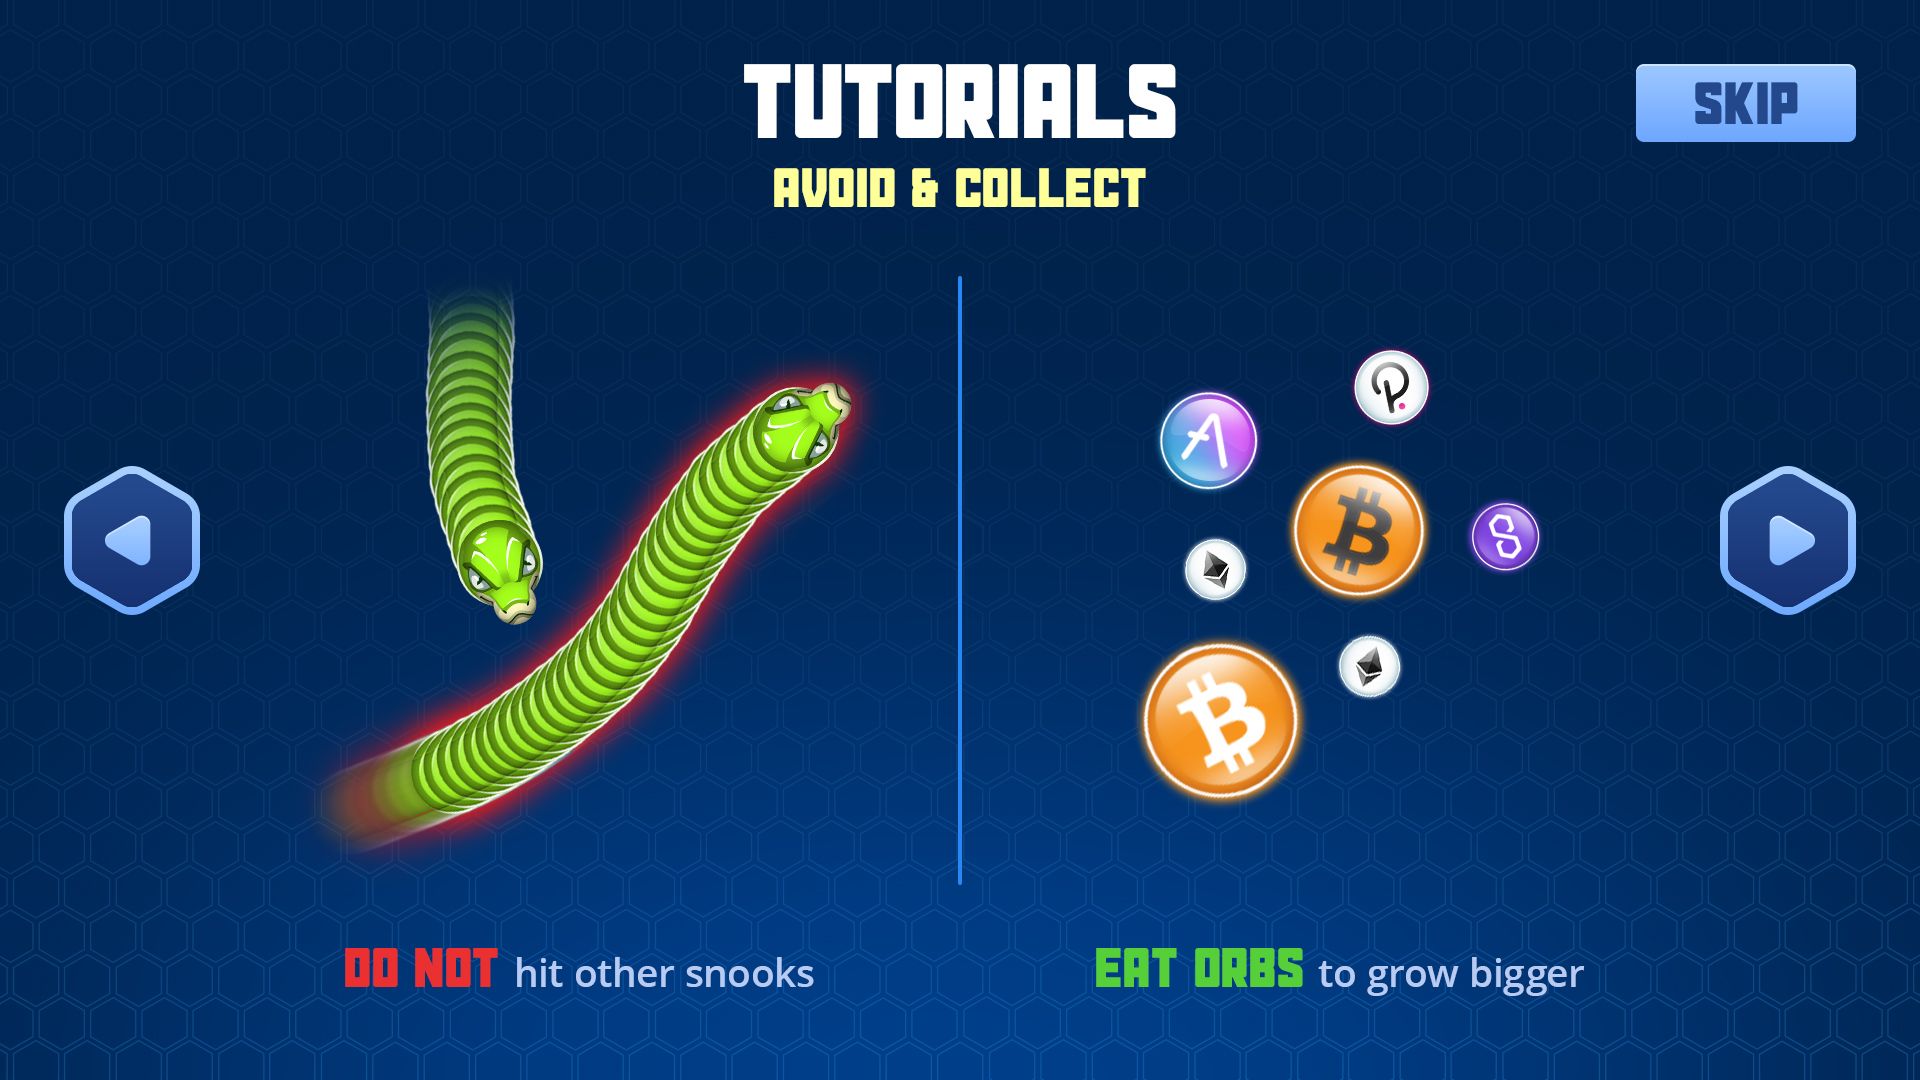 TUTORIALS
SKIP
AVOID & COLLECT
DO NOT hit other snooks
EAT ORBS to grow bigger